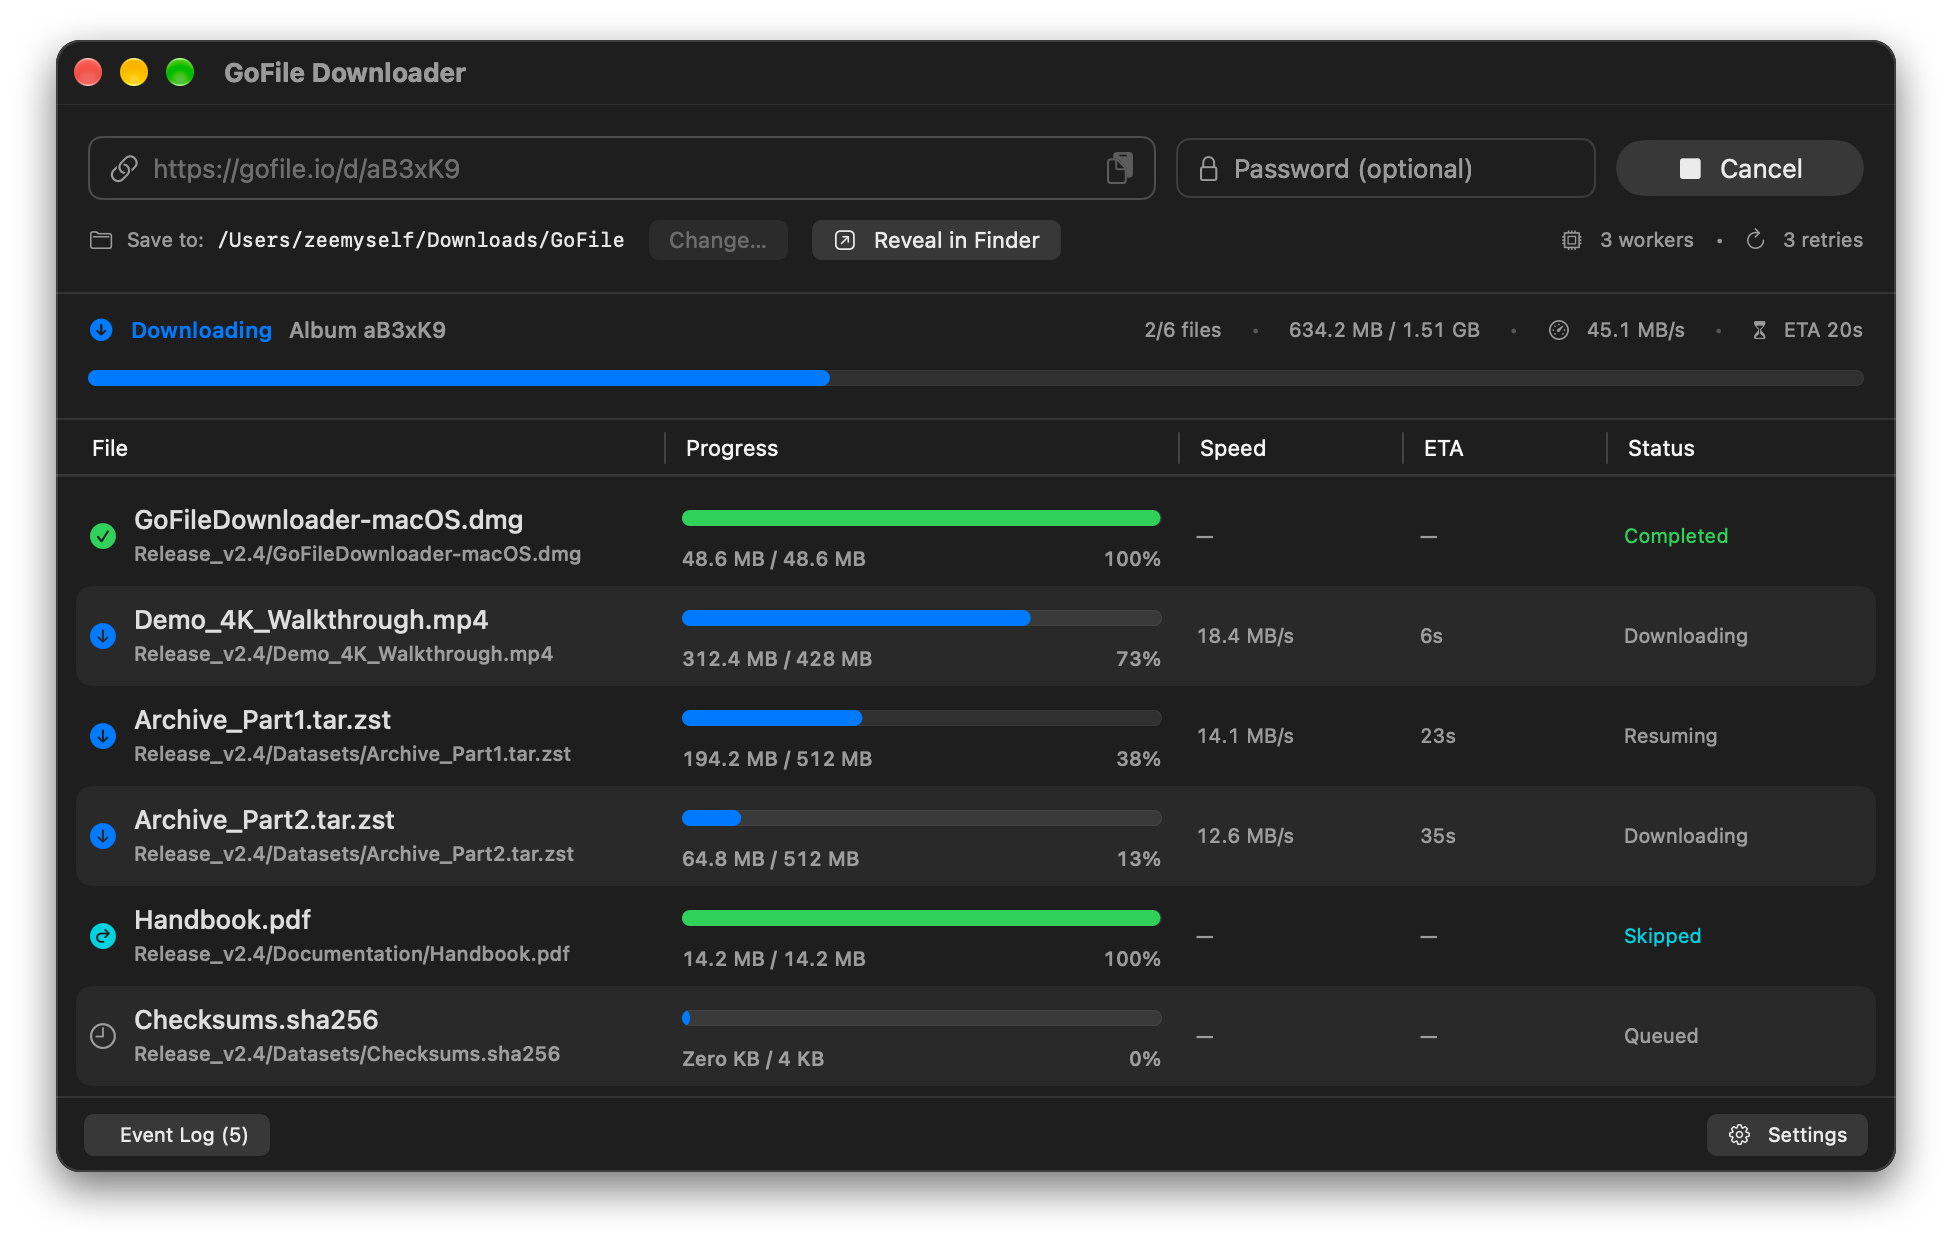 GoFile Downloader
https://gofile.io/d/aB3xK9
Password (optional)
Cancel
Save to: /Users/zeemyself/Downloads/GoFile
Change...
Reveal in Finder
3 workers • 3 retries
Downloading Album aB3xK9
2/6 files • 634.2 MB / 1.51 GB • 45.1 MB/s • ETA 20s
File Progress Speed ETA Status
GoFileDownloader-macOS.dmg
Release_v2.4/GoFileDownloader-macOS.dmg
48.6 MB / 48.6 MB 100%
— — Completed
Demo_4K_Walkthrough.mp4
Release_v2.4/Demo_4K_Walkthrough.mp4
312.4 MB / 428 MB 73%
18.4 MB/s 6s Downloading
Archive_Part1.tar.zst
Release_v2.4/Datasets/Archive_Part1.tar.zst
194.2 MB / 512 MB 38%
14.1 MB/s 23s Resuming
Archive_Part2.tar.zst
Release_v2.4/Datasets/Archive_Part2.tar.zst
64.8 MB / 512 MB 13%
12.6 MB/s 35s Downloading
Handbook.pdf
Release_v2.4/Documentation/Handbook.pdf
14.2 MB / 14.2 MB 100%
— — Skipped
Checksums.sha256
Release_v2.4/Datasets/Checksums.sha256
Zero KB / 4 KB 0%
— — Queued
Event Log (5)
Settings